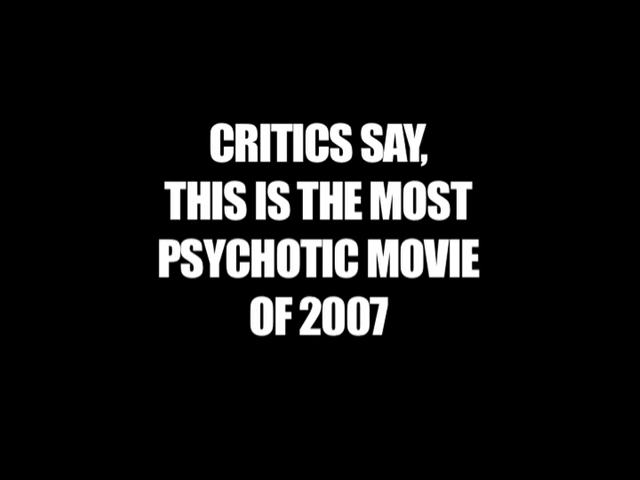 CRITICS SAY,
THIS IS THE MOST
PSYCHOTIC MOVIE
OF 2007